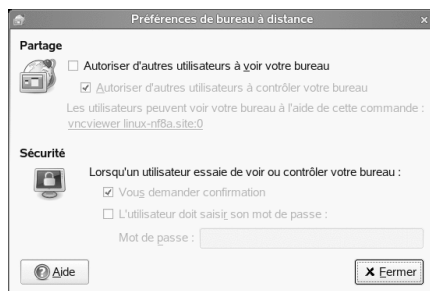 Préférences de bureau à distance
Partage
Autoriser d'autres utilisateurs à voir votre bureau
Autoriser d'autres utilisateurs à contrôler votre bureau
Les utilisateurs peuvent voir votre bureau à l'aide de cette commande :
vncviewer linux-nf8a.site:0
Sécurité
Lorsqu'un utilisateur essaie de voir ou contrôler votre bureau :
Vous demander confirmation
L'utilisateur doit saisir son mot de passe :
Mot de passe :
Aide
Fermer